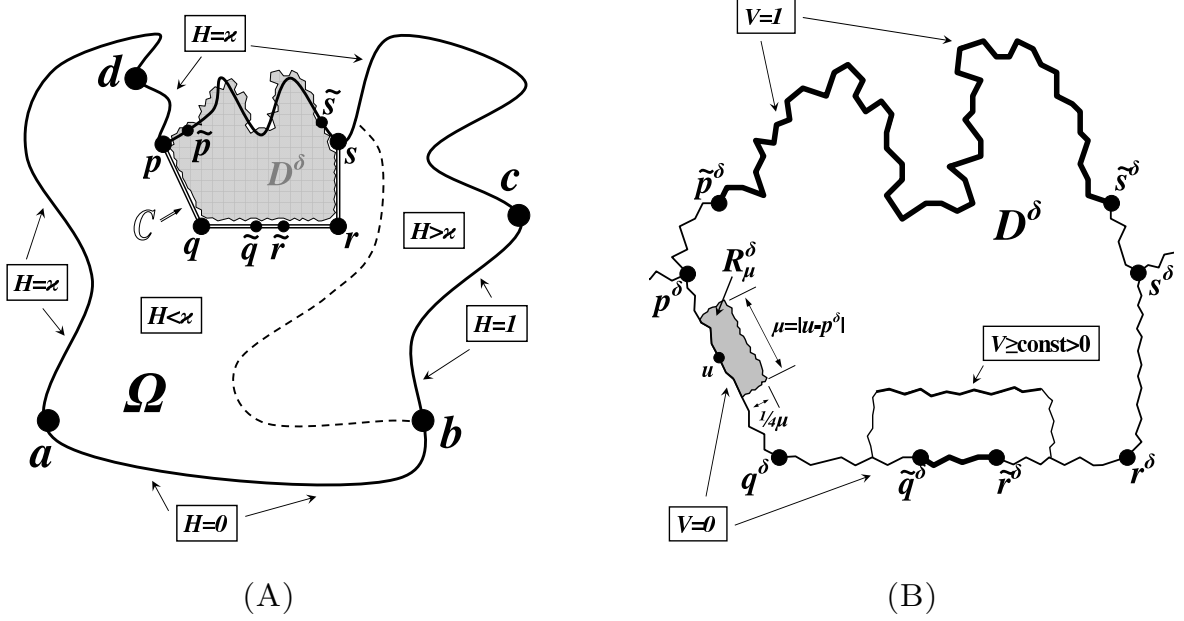 H=ϰ
d
p
p̃
s̃
s
D^δ
ℂ
q
q̃
r̃
r
c
H>ϰ
H=ϰ
H<ϰ
H=1
Ω
a
b
H=0
(A)
V=1
p̃^δ
s̃^δ
D^δ
R_μ^δ
p^δ
s^δ
μ=|u-p^δ|
u
V≥const>0
¼μ
q^δ
q̃^δ
r̃^δ
r^δ
V=0
(B)